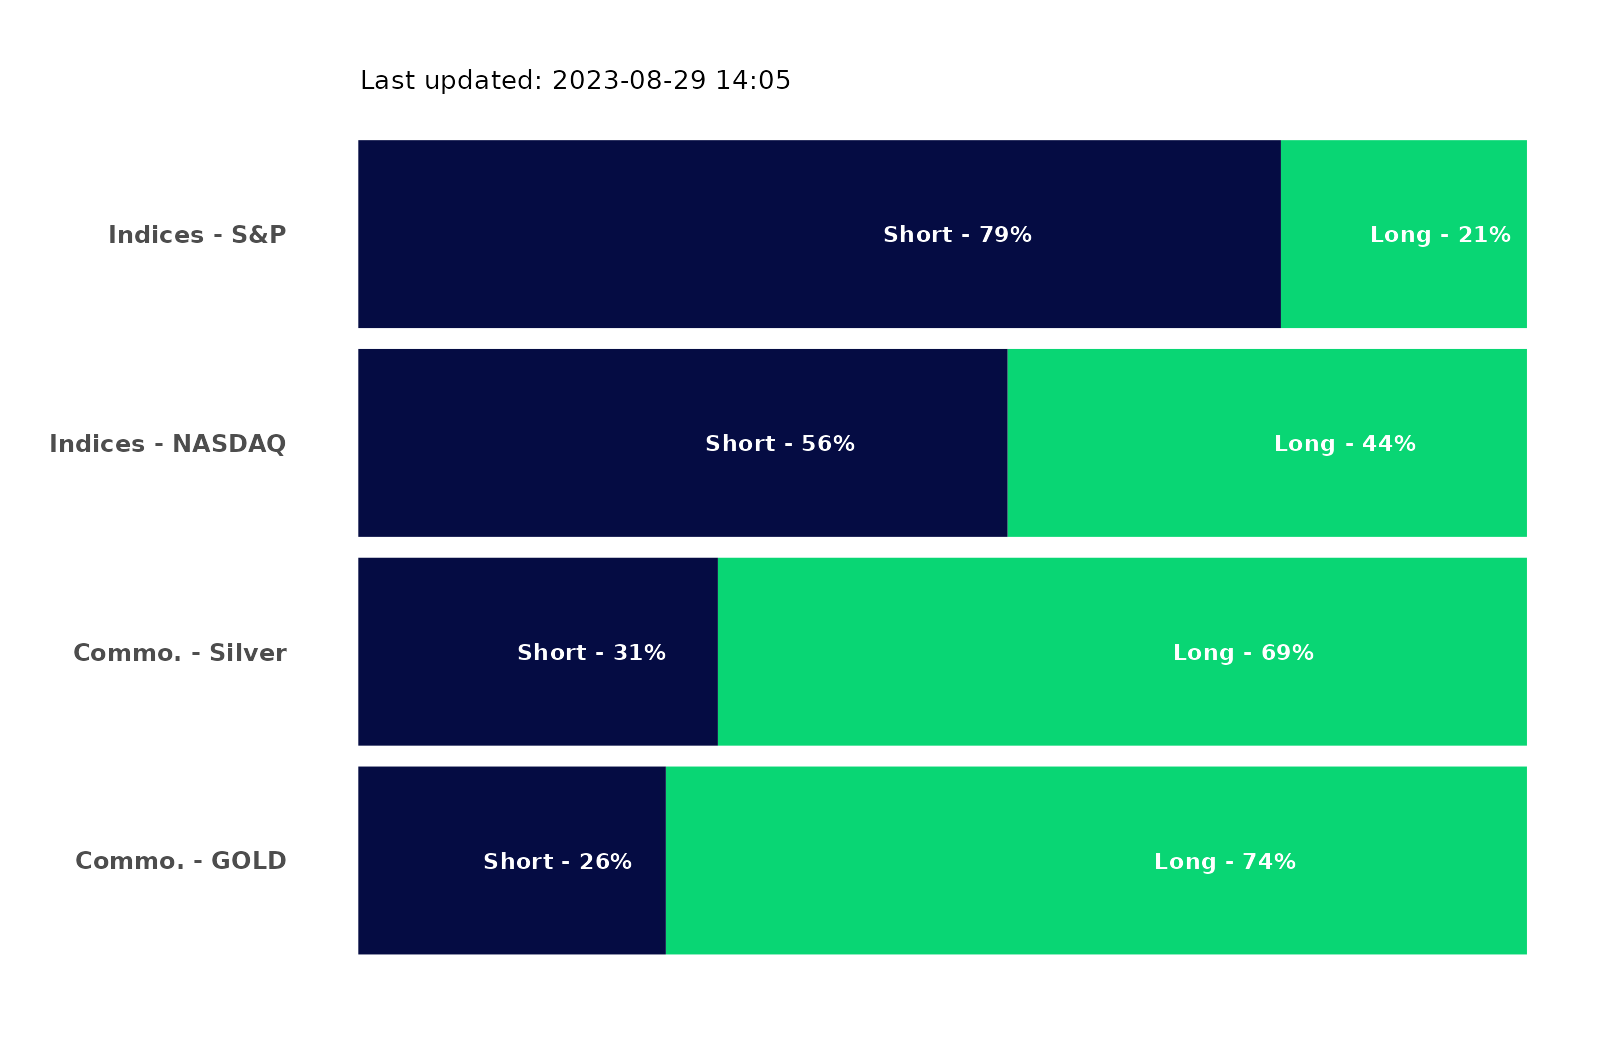 Last updated: 2023-08-29 14:05
Indices - S&P
Short - 79%
Long - 21%
Indices - NASDAQ
Short - 56%
Long - 44%
Commo. - Silver
Short - 31%
Long - 69%
Commo. - GOLD
Short - 26%
Long - 74%